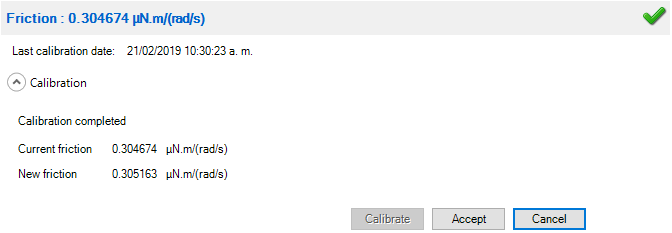 Friction : 0.304674 µN.m/(rad/s)
Last calibration date: 21/02/2019 10:30:23 a. m.
Calibration
Calibration completed
Current friction 0.304674 µN.m/(rad/s)
New friction 0.305163 µN.m/(rad/s)
Calibrate Accept Cancel